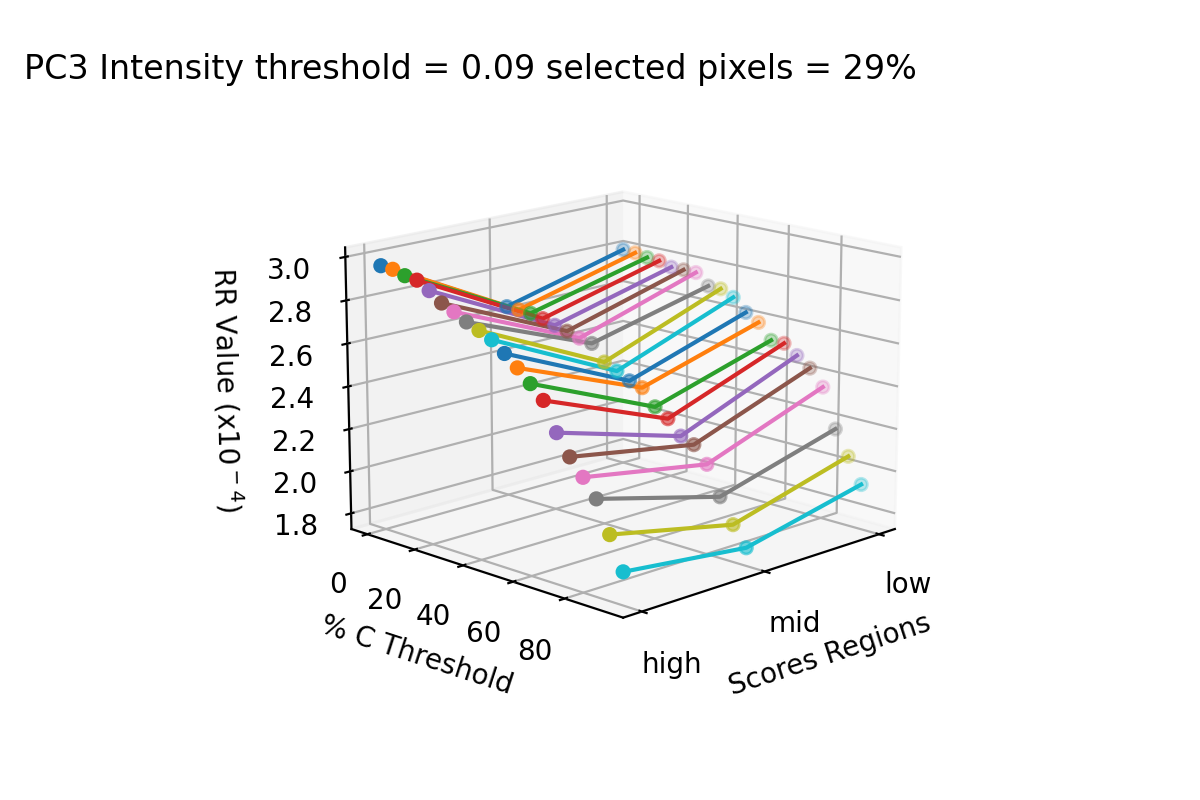 PC3 Intensity threshold = 0.09 selected pixels = 29%
3.0
2.8
2.6
2.4
2.2
2.0
1.8
RR Value (x10⁻⁴)
0
20
40
60
80
% C Threshold
high
mid
low
Scores Regions